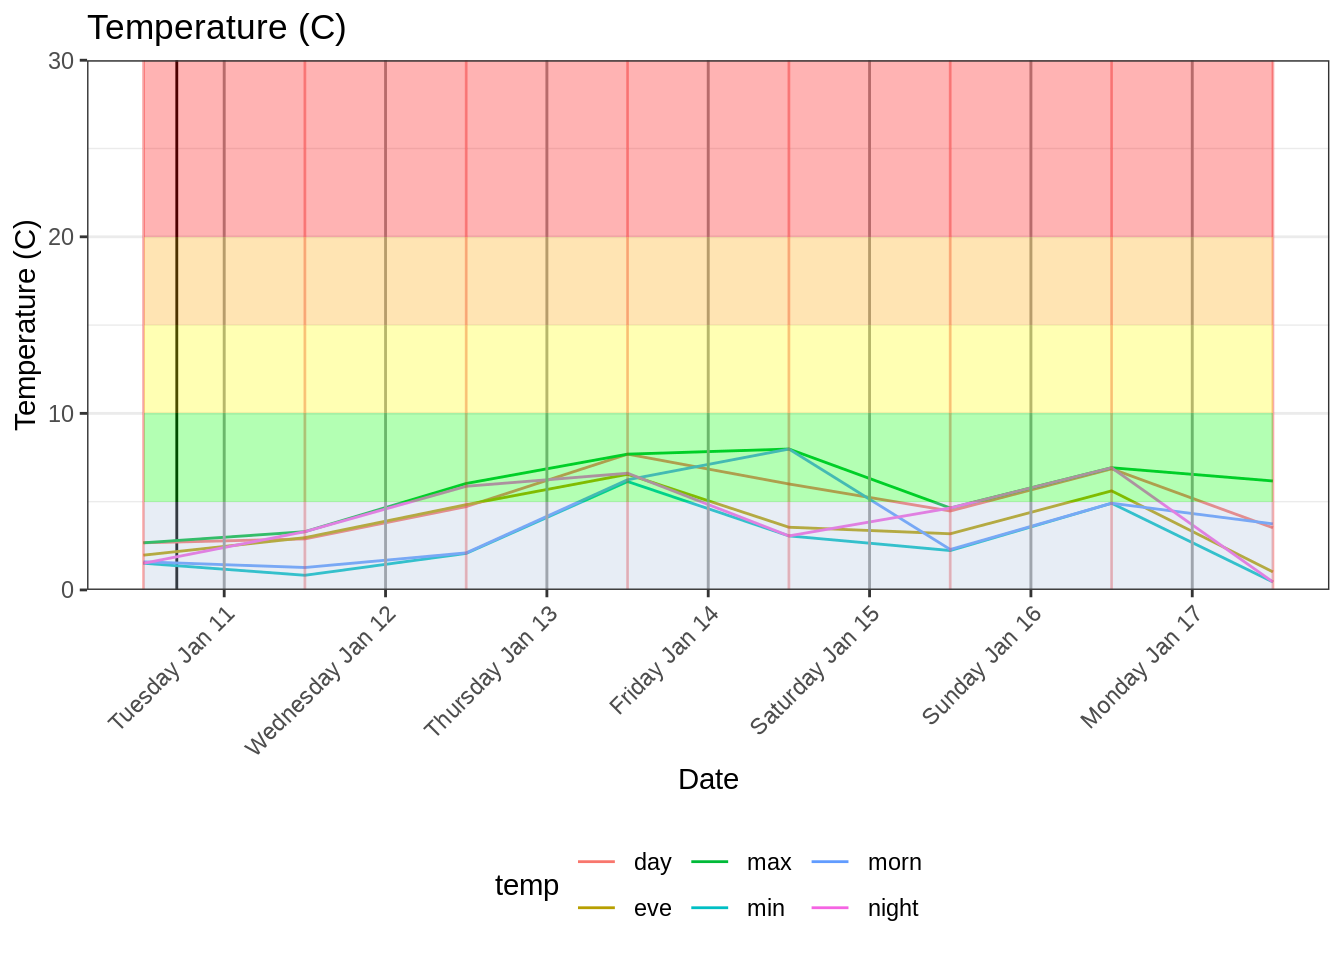 Temperature (C)
Temperature (C)
30
20
10
0
Tuesday Jan 11
Wednesday Jan 12
Thursday Jan 13
Friday Jan 14
Saturday Jan 15
Sunday Jan 16
Monday Jan 17
Date
temp
day
max
morn
eve
min
night